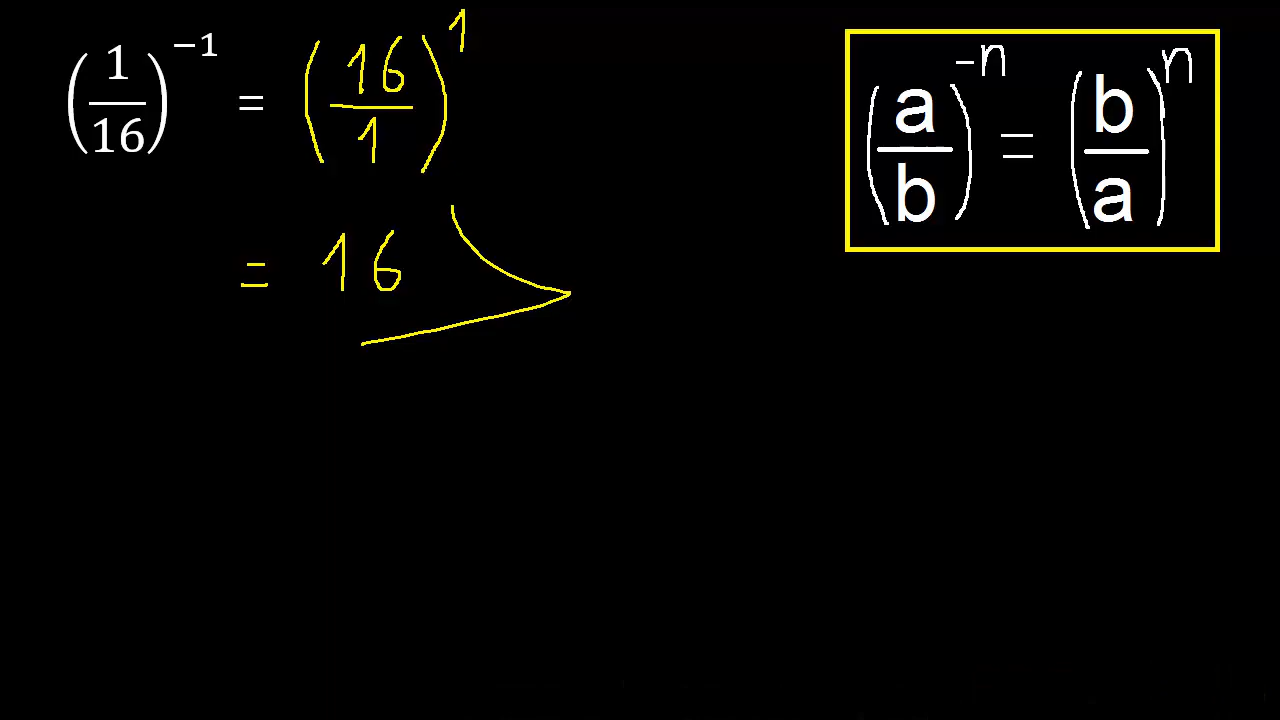 (1/16)^−1 = (16/1)^1
= 16
(a/b)^-n = (b/a)^n